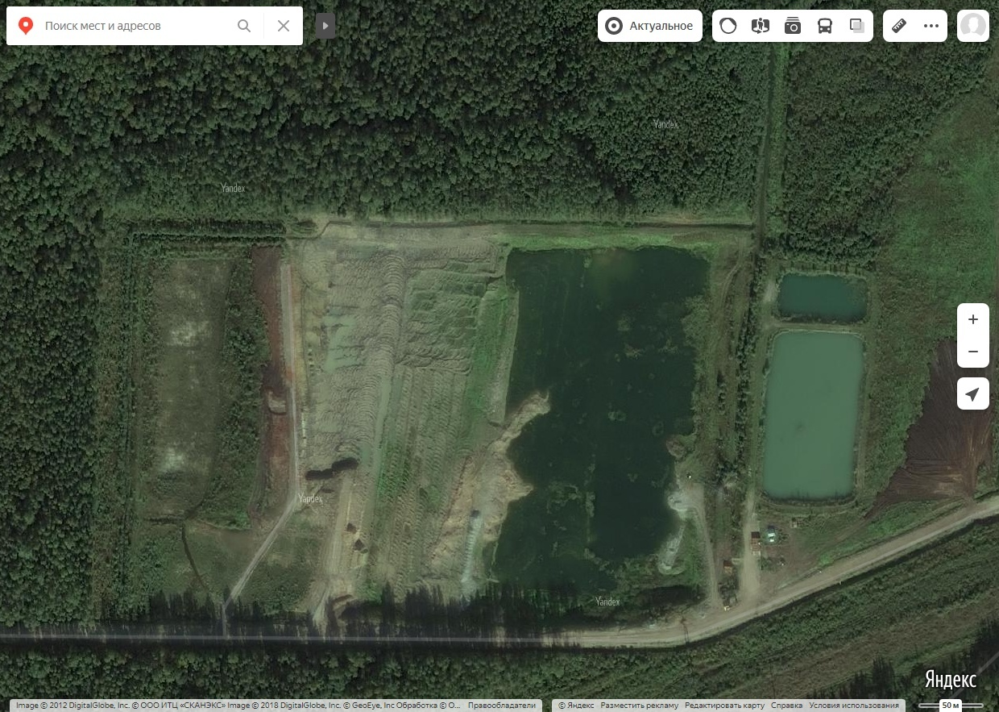 Поиск мест и адресов
Актуальное
Yandex
Yandex
Yandex
Yandex
Яндекс
Image © 2012 DigitalGlobe, Inc. © ООО ИТЦ «СКАНЭКС» Image © 2018 DigitalGlobe, Inc. © GeoEye, Inc Обработка © О... Правообладатели
© Яндекс Разместить рекламу Редактировать карту Справка Условия использования
50 м